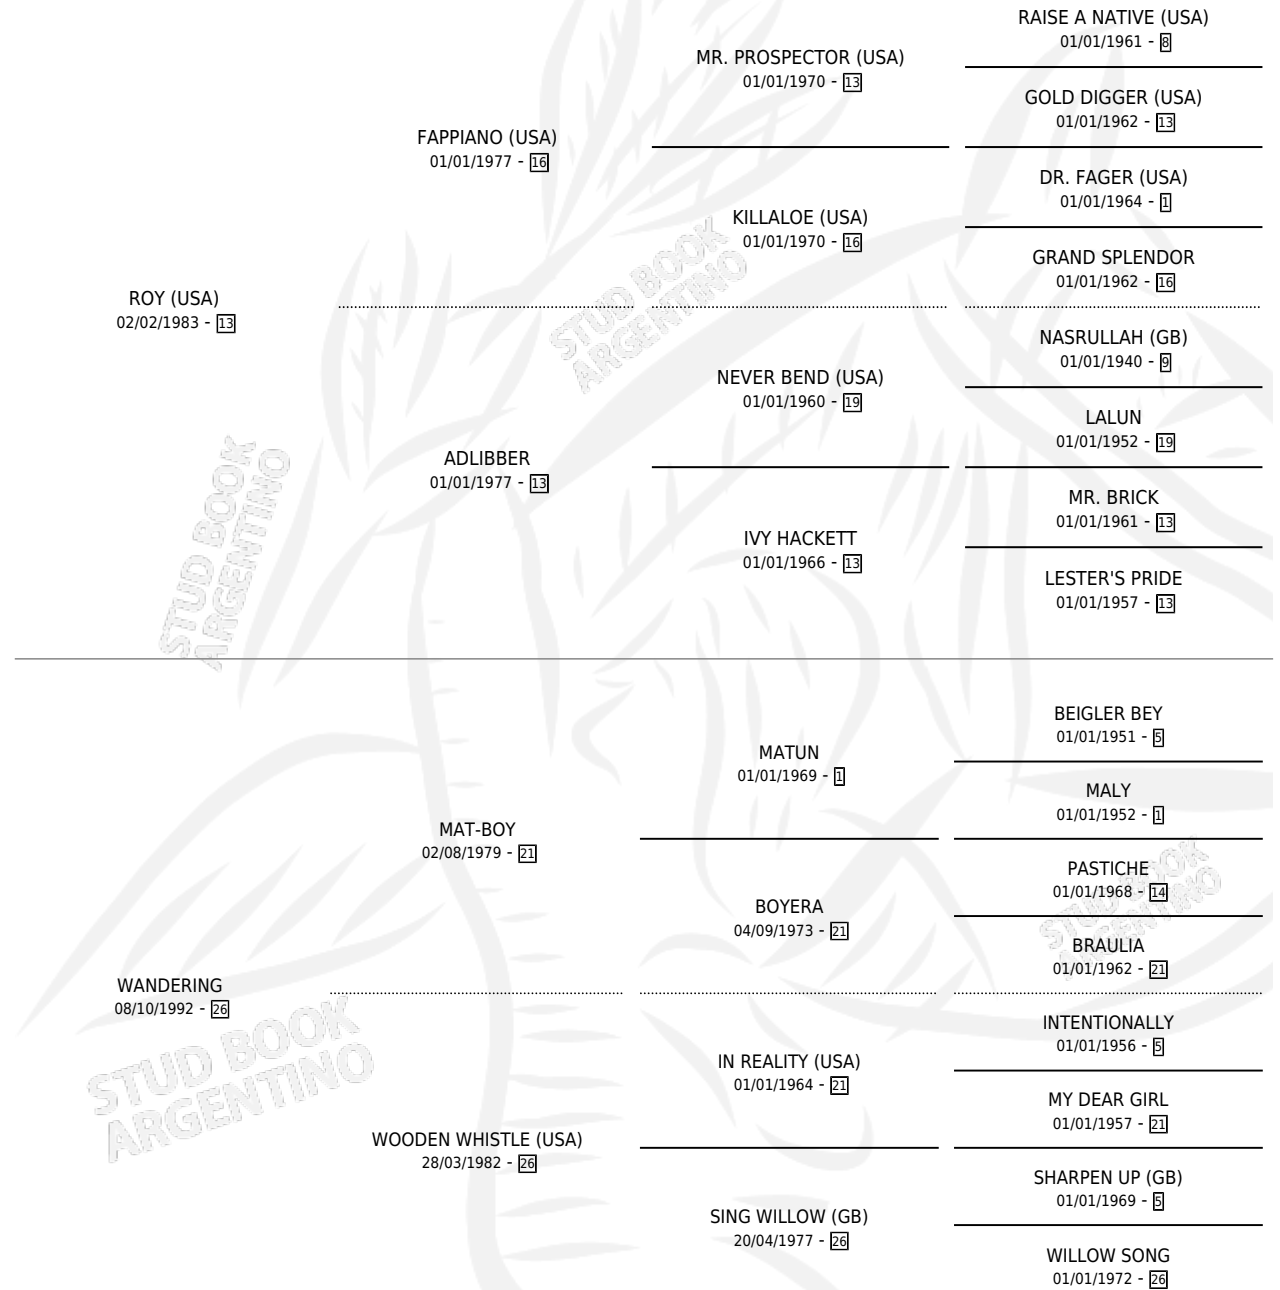 RAISE A NATIVE (USA)
01/01/1961 - 8
MR. PROSPECTOR (USA)
01/01/1970 - 13
GOLD DIGGER (USA)
01/01/1962 - 13
FAPPIANO (USA)
01/01/1977 - 16
DR. FAGER (USA)
01/01/1964 - 1
KILLALOE (USA)
01/01/1970 - 16
GRAND SPLENDOR
01/01/1962 - 16
STUD BOOK
ARGENTINO
ROY (USA)
02/02/1983 - 13
NASRULLAH (GB)
01/01/1940 - 9
NEVER BEND (USA)
01/01/1960 - 19
LALUN
01/01/1952 - 19
ADLIBBER
01/01/1977 - 13
MR. BRICK
01/01/1961 - 13
IVY HACKETT
01/01/1966 - 13
LESTER'S PRIDE
01/01/1957 - 13
STUD BOOK
ARGENTINO
BEIGLER BEY
01/01/1951 - 5
MATUN
01/01/1969 - 1
MALY
01/01/1952 - 1
MAT-BOY
02/08/1979 - 21
PASTICHE
01/01/1968 - 14
BOYERA
04/09/1973 - 21
BRAULIA
01/01/1962 - 21
STUD BOOK
ARGENTINO
WANDERING
08/10/1992 - 26
INTENTIONALLY
01/01/1956 - 5
IN REALITY (USA)
01/01/1964 - 21
MY DEAR GIRL
01/01/1957 - 21
STUD BOOK
ARGENTINO
WOODEN WHISTLE (USA)
28/03/1982 - 26
SHARPEN UP (GB)
01/01/1969 - 5
SING WILLOW (GB)
20/04/1977 - 26
WILLOW SONG
01/01/1972 - 26